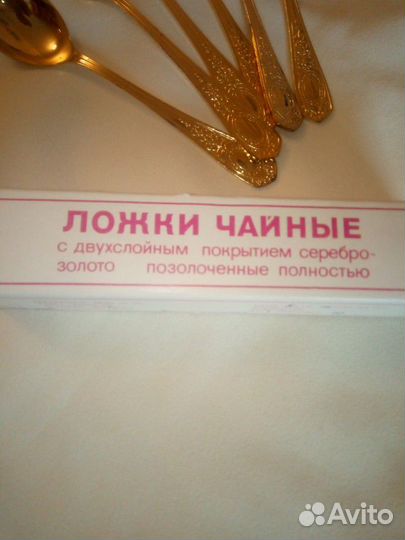 ЛОЖКИ ЧАЙНЫЕ
с двухслойным покрытием серебро-
золото позолоченные полностью
Avito